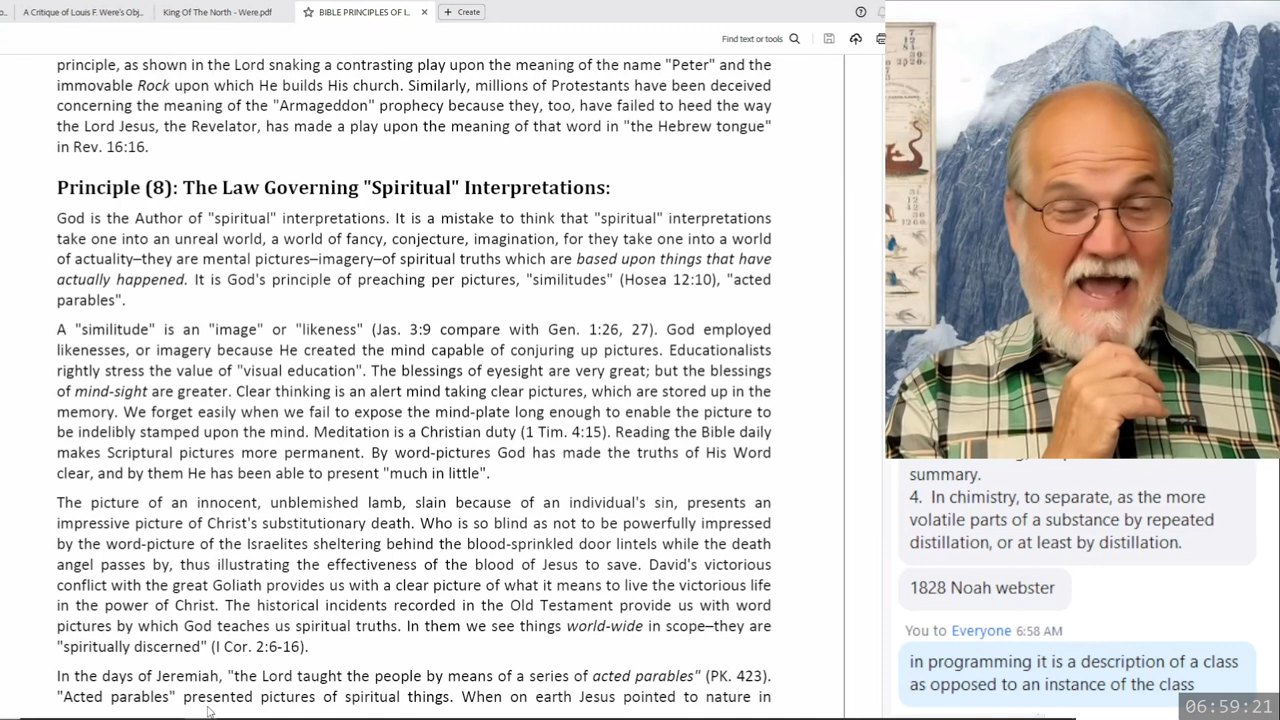 A Critique of Louis F. Were's Obj...
King Of The North - Were.pdf
BIBLE PRINCIPLES OF I...
Create
Find text or tools
principle, as shown in the Lord snaking a contrasting play upon the meaning of the name "Peter" and the
immovable Rock upon which He builds His church. Similarly, millions of Protestants have been deceived
concerning the meaning of the "Armageddon" prophecy because they, too, have failed to heed the way
the Lord Jesus, the Revelator, has made a play upon the meaning of that word in "the Hebrew tongue"
in Rev. 16:16.
Principle (8): The Law Governing "Spiritual" Interpretations:
God is the Author of "spiritual" interpretations. It is a mistake to think that "spiritual" interpretations
take one into an unreal world, a world of fancy, conjecture, imagination, for they take one into a world
of actuality—they are mental pictures—imagery—of spiritual truths which are based upon things that have
actually happened. It is God's principle of preaching per pictures, "similitudes" (Hosea 12:10), "acted
parables".
A "similitude" is an "image" or "likeness" (Jas. 3:9 compare with Gen. 1:26, 27). God employed
likenesses, or imagery because He created the mind capable of conjuring up pictures. Educationalists
rightly stress the value of "visual education". The blessings of eyesight are very great; but the blessings
of mind-sight are greater. Clear thinking is an alert mind taking clear pictures, which are stored up in the
memory. We forget easily when we fail to expose the mind-plate long enough to enable the picture to
be indelibly stamped upon the mind. Meditation is a Christian duty (1 Tim. 4:15). Reading the Bible daily
makes Scriptural pictures more permanent. By word-pictures God has made the truths of His Word
clear, and by them He has been able to present "much in little".
The picture of an innocent, unblemished lamb, slain because of an individual's sin, presents an
impressive picture of Christ's substitutionary death. Who is so blind as not to be powerfully impressed
by the word-picture of the Israelites sheltering behind the blood-sprinkled door lintels while the death
angel passes by, thus illustrating the effectiveness of the blood of Jesus to save. David's victorious
conflict with the great Goliath provides us with a clear picture of what it means to live the victorious life
in the power of Christ. The historical incidents recorded in the Old Testament provide us with word
pictures by which God teaches us spiritual truths. In them we see things world-wide in scope—they are
"spiritually discerned" (I Cor. 2:6-16).
In the days of Jeremiah, "the Lord taught the people by means of a series of acted parables" (PK. 423).
"Acted parables" presented pictures of spiritual things. When on earth Jesus pointed to nature in
summary.
4. In chimistry, to separate, as the more
volatile parts of a substance by repeated
distillation, or at least by distillation.
1828 Noah webster
You to Everyone 6:58 AM
in programming it is a description of a class
as opposed to an instance of the class
06:59:21